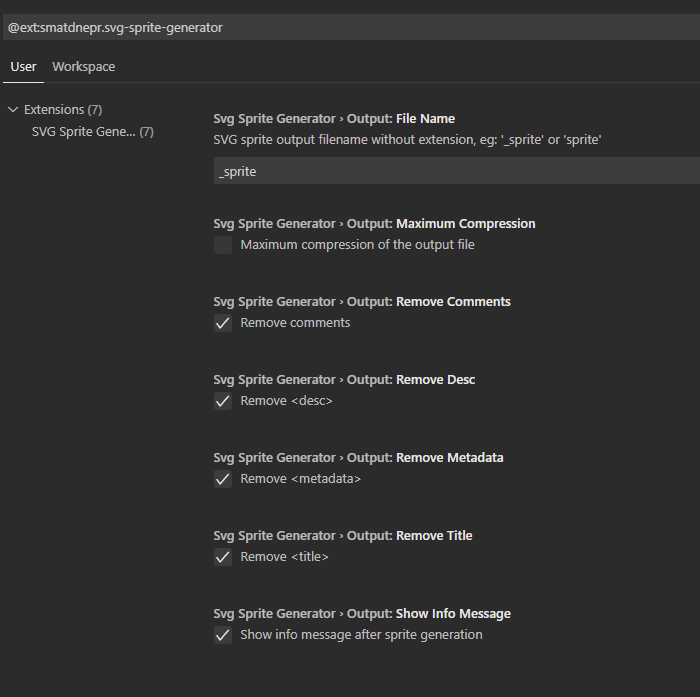 @ext:smatdnepr.svg-sprite-generator
User Workspace
Extensions (7)
SVG Sprite Gene... (7)
Svg Sprite Generator › Output: File Name
SVG sprite output filename without extension, eg: '_sprite' or 'sprite'
_sprite
Svg Sprite Generator › Output: Maximum Compression
Maximum compression of the output file
Svg Sprite Generator › Output: Remove Comments
Remove comments
Svg Sprite Generator › Output: Remove Desc
Remove <desc>
Svg Sprite Generator › Output: Remove Metadata
Remove <metadata>
Svg Sprite Generator › Output: Remove Title
Remove <title>
Svg Sprite Generator › Output: Show Info Message
Show info message after sprite generation